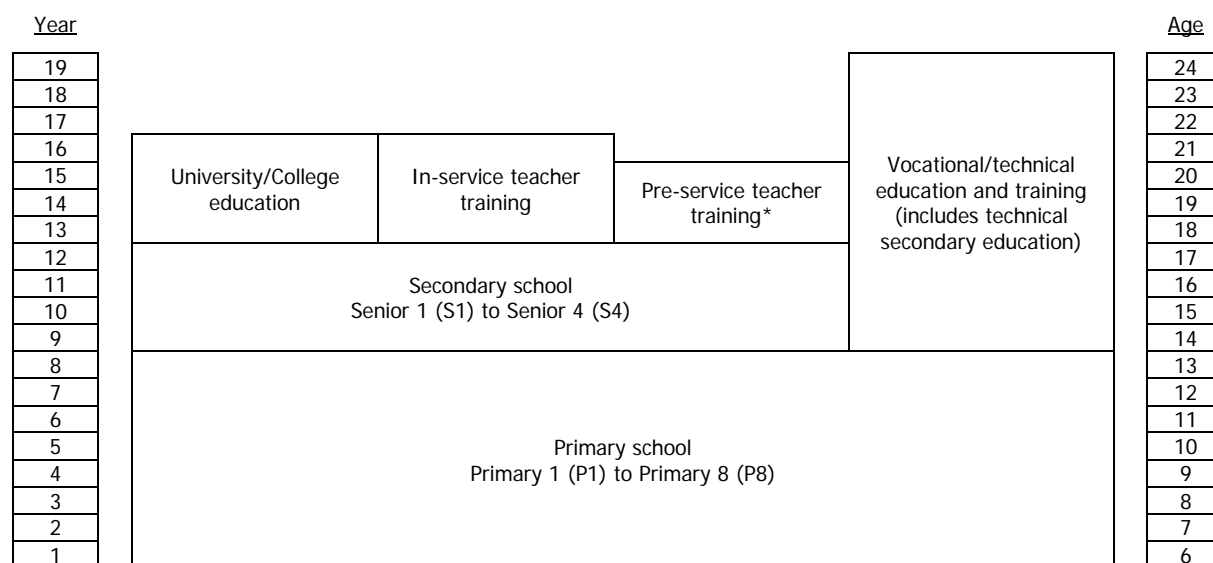 Year
Age
19
24
18
23
17
22
16
21
15
20
14
19
13
18
12
17
11
16
10
15
9
14
8
13
7
12
6
11
5
10
4
9
3
8
2
7
1
6
University/College
education
In-service teacher
training
Pre-service teacher
training*
Vocational/technical
education and training
(includes technical
secondary education)
Secondary school
Senior 1 (S1) to Senior 4 (S4)
Primary school
Primary 1 (P1) to Primary 8 (P8)